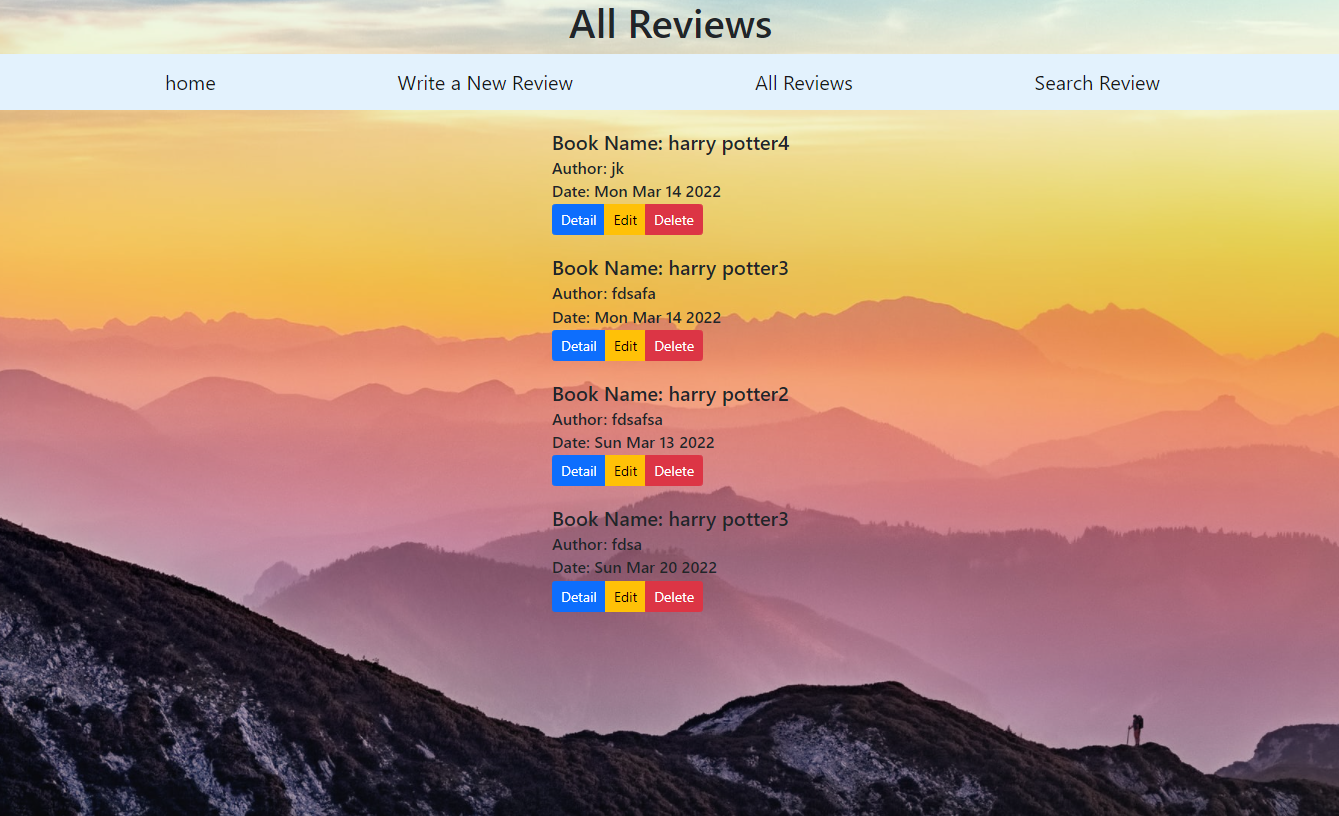 All Reviews
home Write a New Review All Reviews Search Review
Book Name: harry potter4
Author: jk
Date: Mon Mar 14 2022
Detail Edit Delete
Book Name: harry potter3
Author: fdsafa
Date: Mon Mar 14 2022
Detail Edit Delete
Book Name: harry potter2
Author: fdsafsa
Date: Sun Mar 13 2022
Detail Edit Delete
Book Name: harry potter3
Author: fdsa
Date: Sun Mar 20 2022
Detail Edit Delete